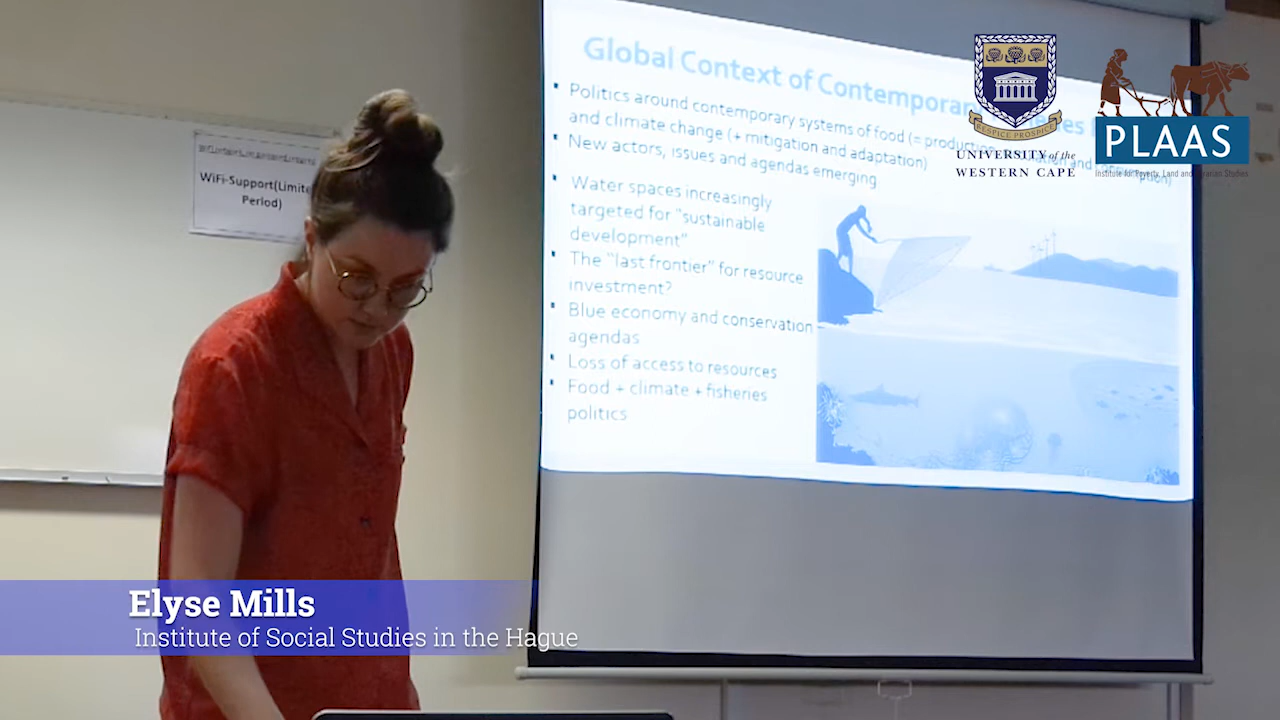 Global Context of Contemporary
Politics around contemporary systems of food (= production
and climate change (+ mitigation and adaptation)
New actors, issues and agendas emerging
Water spaces increasingly
targeted for "sustainable
development"
The "last frontier" for resource
investment?
Blue economy and conservation
agendas
Loss of access to resources
Food + climate + fisheries
politics
WiFi-Support(Limite
Period)
RESPICE PROSPICE
UNIVERSITY of the
WESTERN CAPE
PLAAS
Institute for Poverty, Land and Agrarian Studies
Elyse Mills
Institute of Social Studies in the Hague